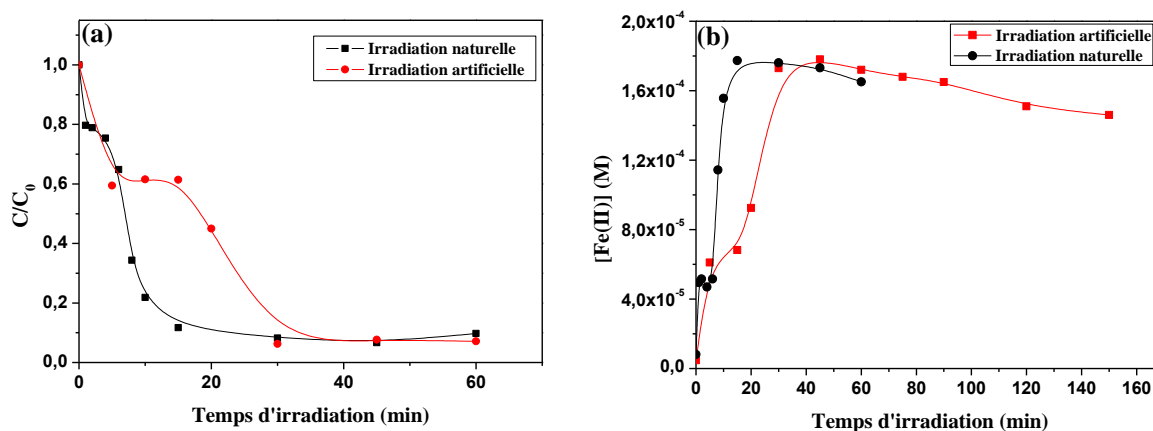 (a)
Irradiation naturelle
Irradiation artificielle
1,0
0,8
0,6
0,4
0,2
0,0
C/C₀
0
20
40
60
Temps d'irradiation (min)
(b)
Irradiation artificielle
Irradiation naturelle
2,0x10⁻⁴
1,6x10⁻⁴
1,2x10⁻⁴
8,0x10⁻⁵
4,0x10⁻⁵
0,0
[Fe(II)] (M)
0 20 40 60 80 100 120 140 160
Temps d'irradiation (min)